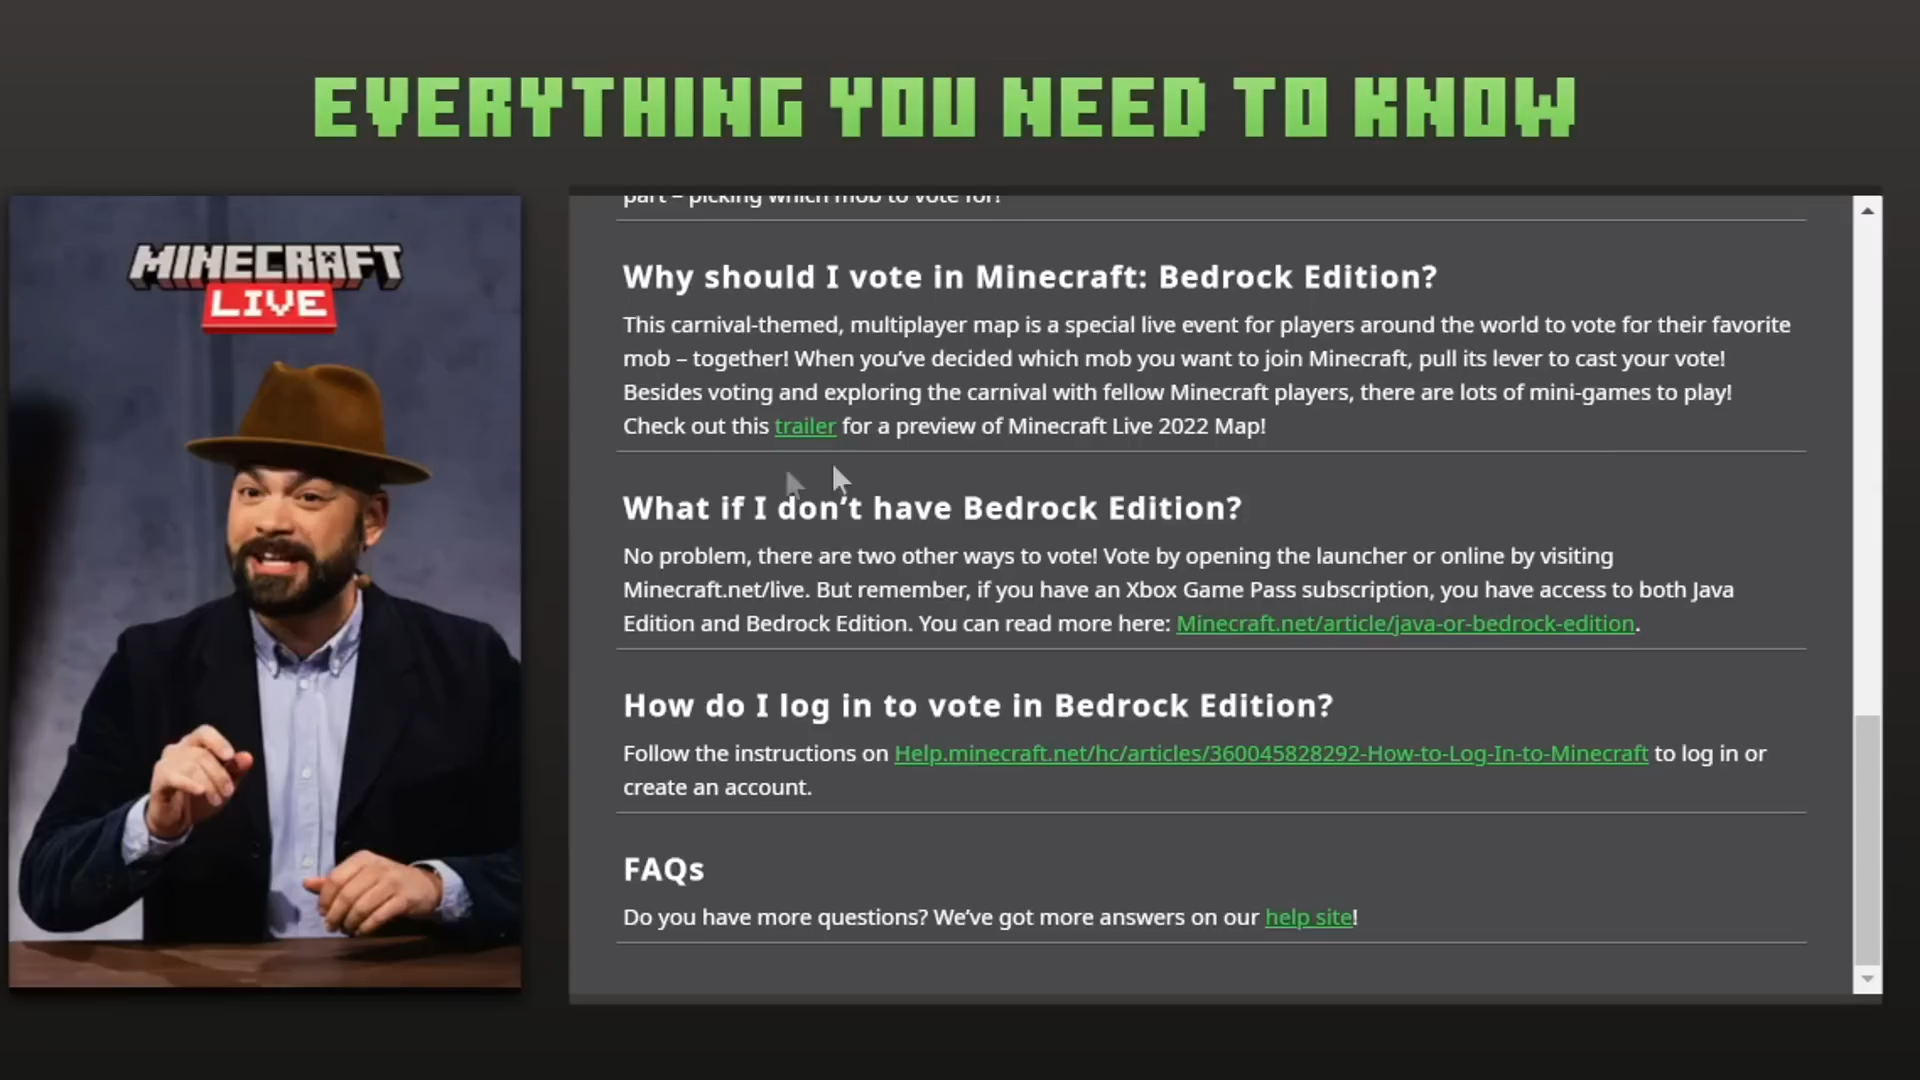 EVERYTHING YOU NEED TO KNOW
MINECRAFT
LIVE
part – picking which mob to vote for!
Why should I vote in Minecraft: Bedrock Edition?
This carnival-themed, multiplayer map is a special live event for players around the world to vote for their favorite
mob – together! When you’ve decided which mob you want to join Minecraft, pull its lever to cast your vote!
Besides voting and exploring the carnival with fellow Minecraft players, there are lots of mini-games to play!
Check out this trailer for a preview of Minecraft Live 2022 Map!
What if I don’t have Bedrock Edition?
No problem, there are two other ways to vote! Vote by opening the launcher or online by visiting
Minecraft.net/live. But remember, if you have an Xbox Game Pass subscription, you have access to both Java
Edition and Bedrock Edition. You can read more here: Minecraft.net/article/java-or-bedrock-edition.
How do I log in to vote in Bedrock Edition?
Follow the instructions on Help.minecraft.net/hc/articles/360045828292-How-to-Log-In-to-Minecraft to log in or
create an account.
FAQs
Do you have more questions? We’ve got more answers on our help site!